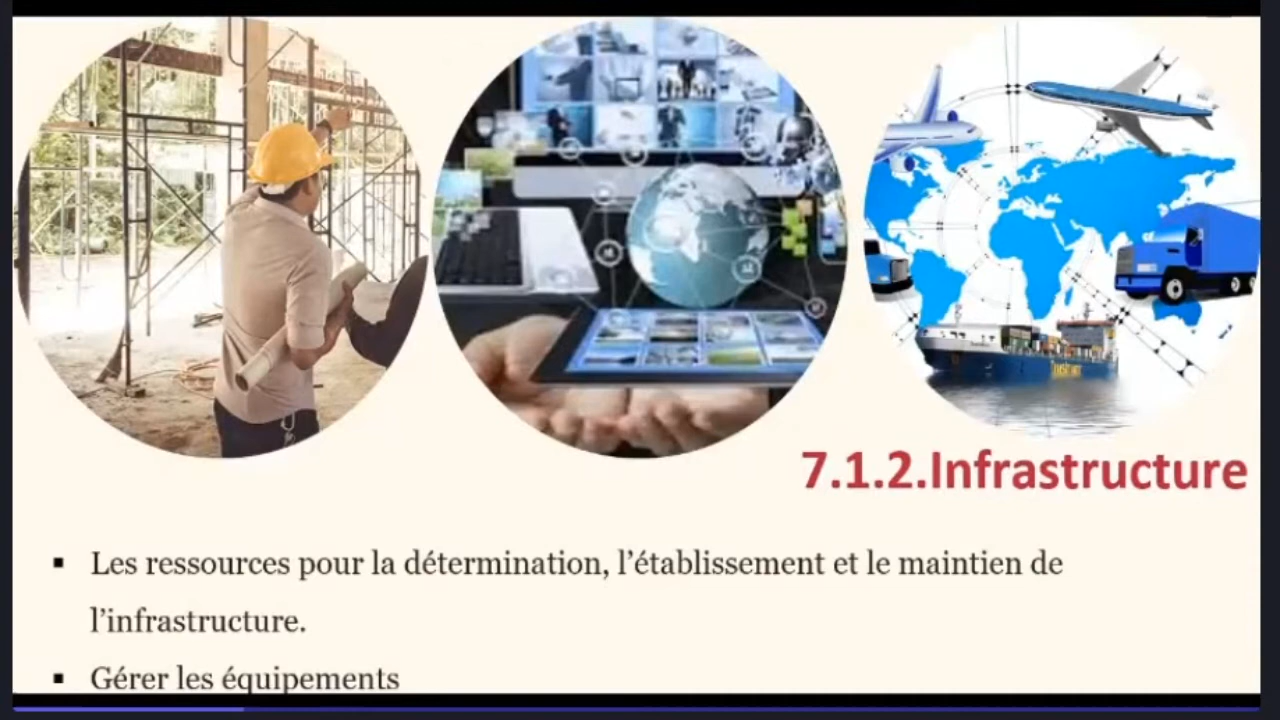 7.1.2.Infrastructure
▪ Les ressources pour la détermination, l’établissement et le maintien de
l’infrastructure.
▪ Gérer les équipements